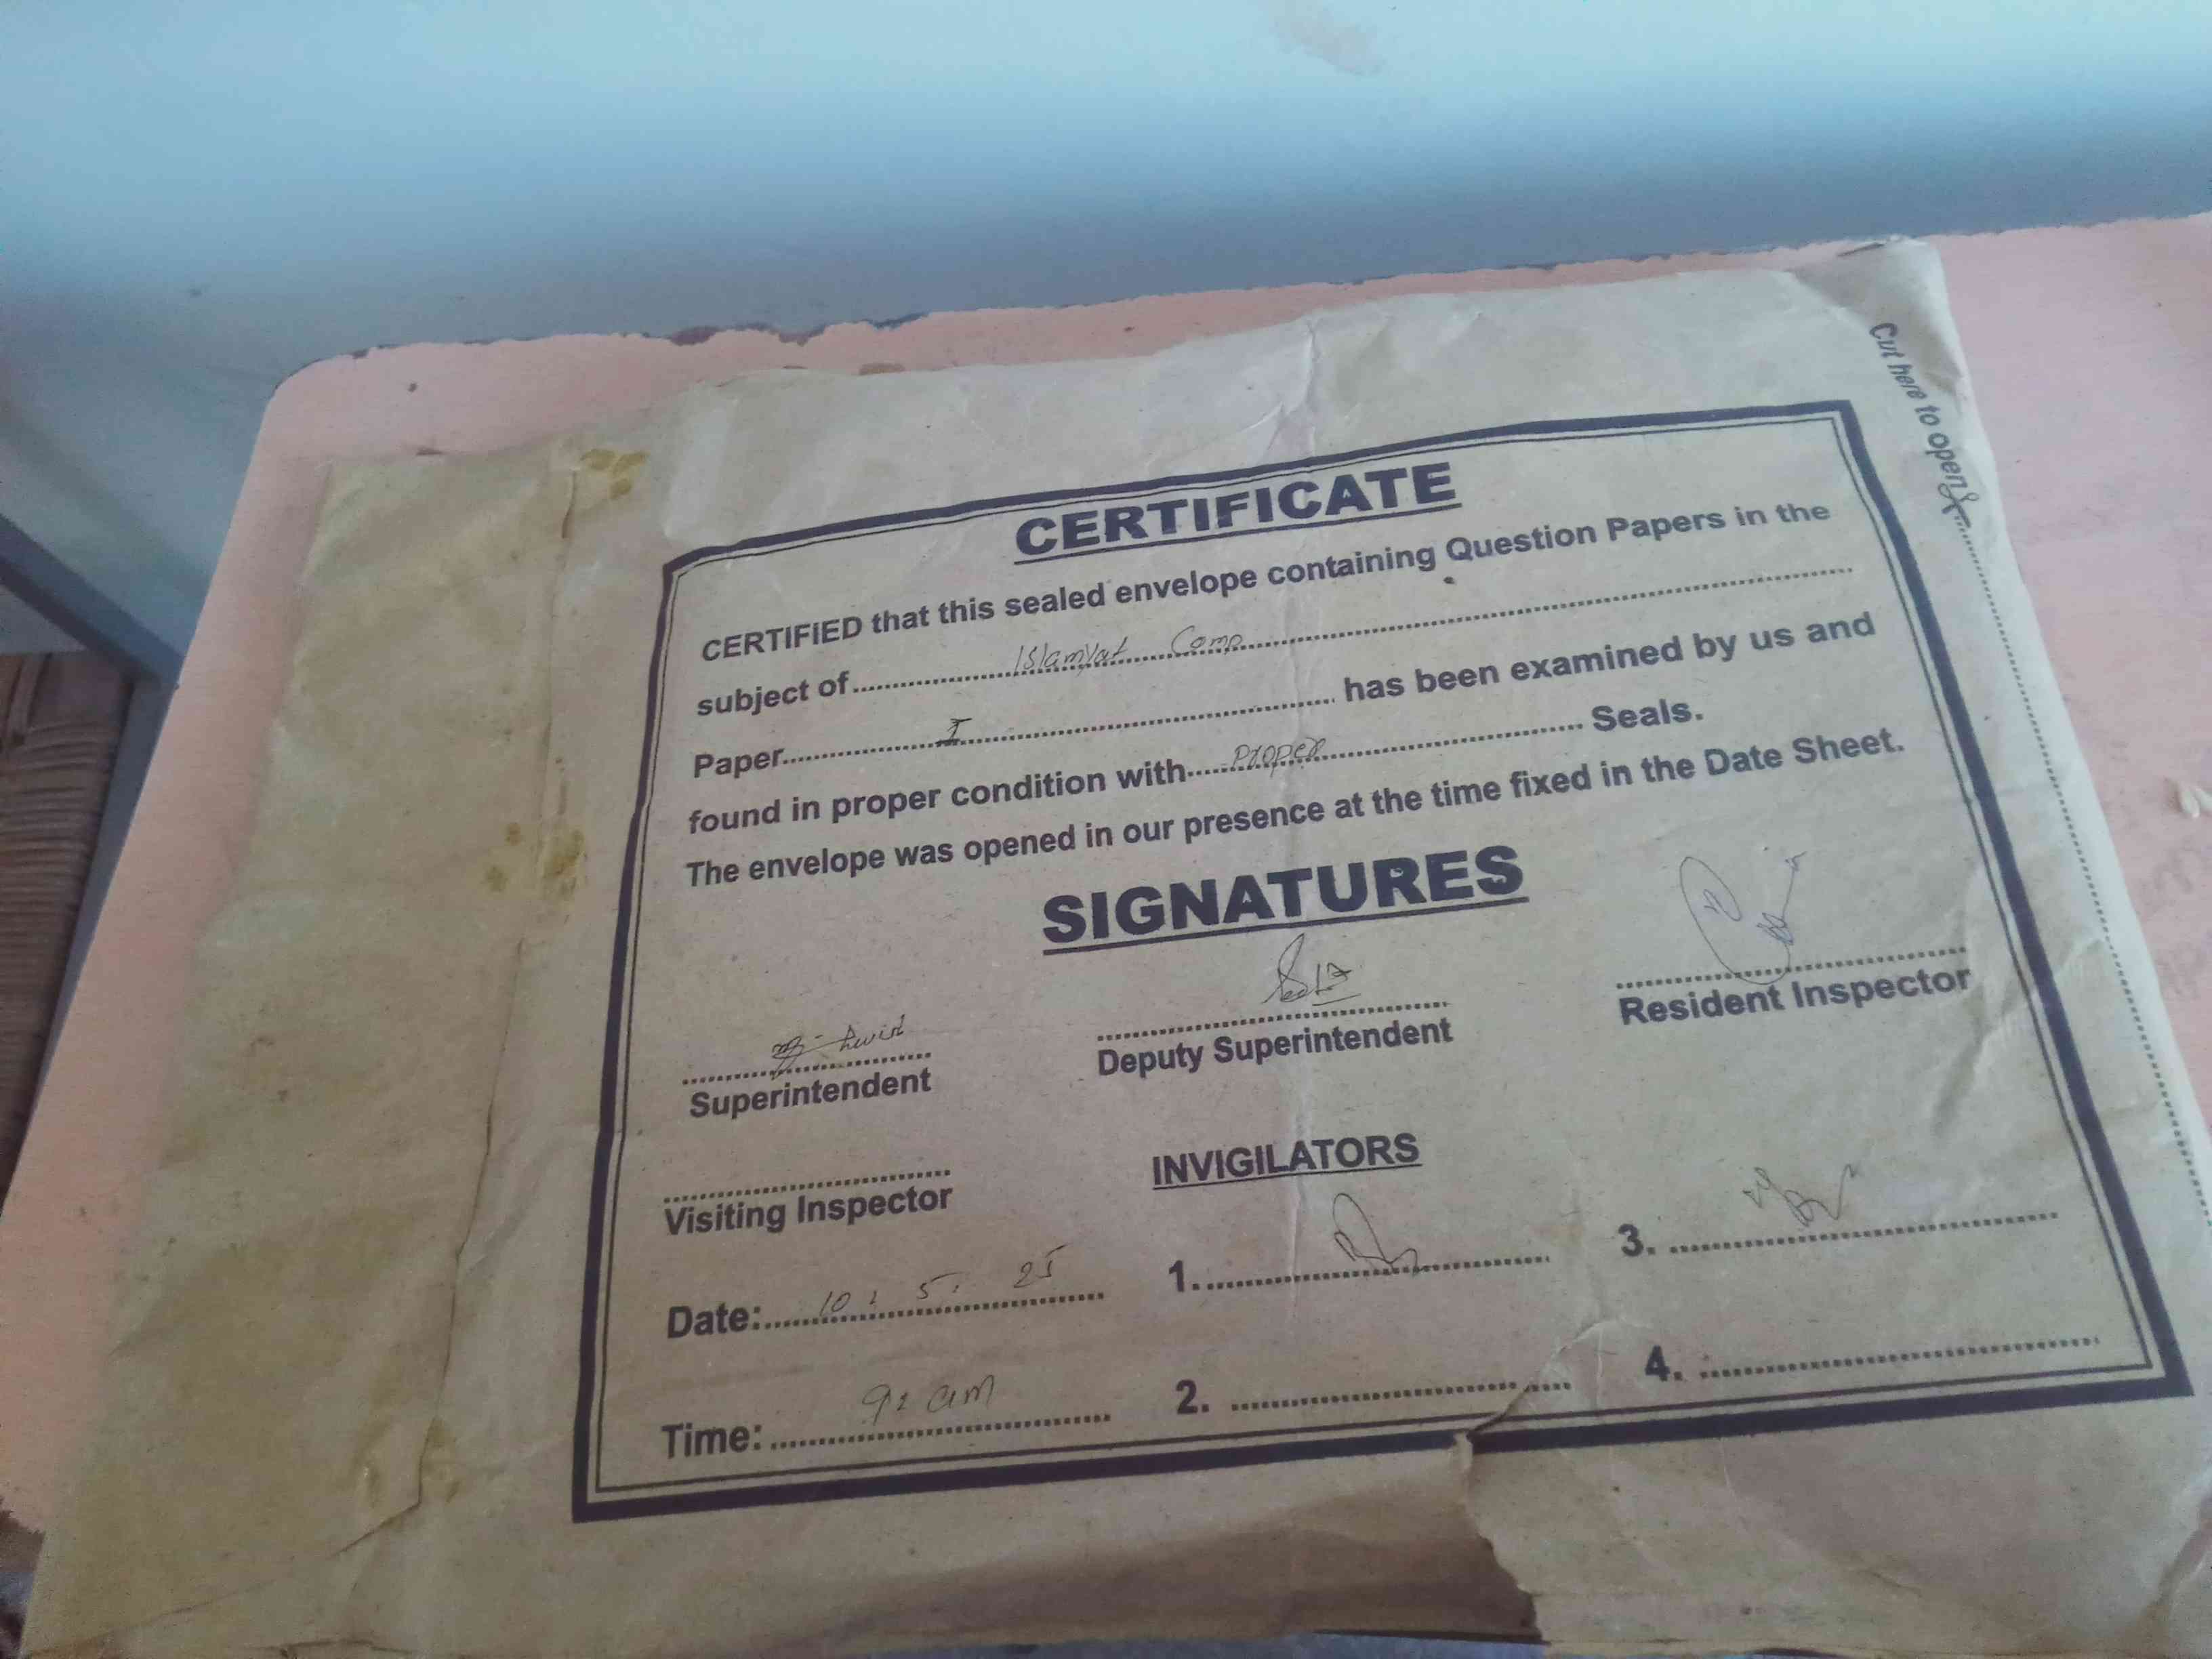 Cut here to open
CERTIFICATE
CERTIFIED that this sealed envelope containing Question Papers in the
subject of Islamyat Comp
Paper I has been examined by us and
found in proper condition with proper Seals.
The envelope was opened in our presence at the time fixed in the Date Sheet.
SIGNATURES
Superintendent
Deputy Superintendent
Resident Inspector
Visiting Inspector
INVIGILATORS
Date: 10 : 5 : 25
1.
3.
Time: 9: am
2.
4.